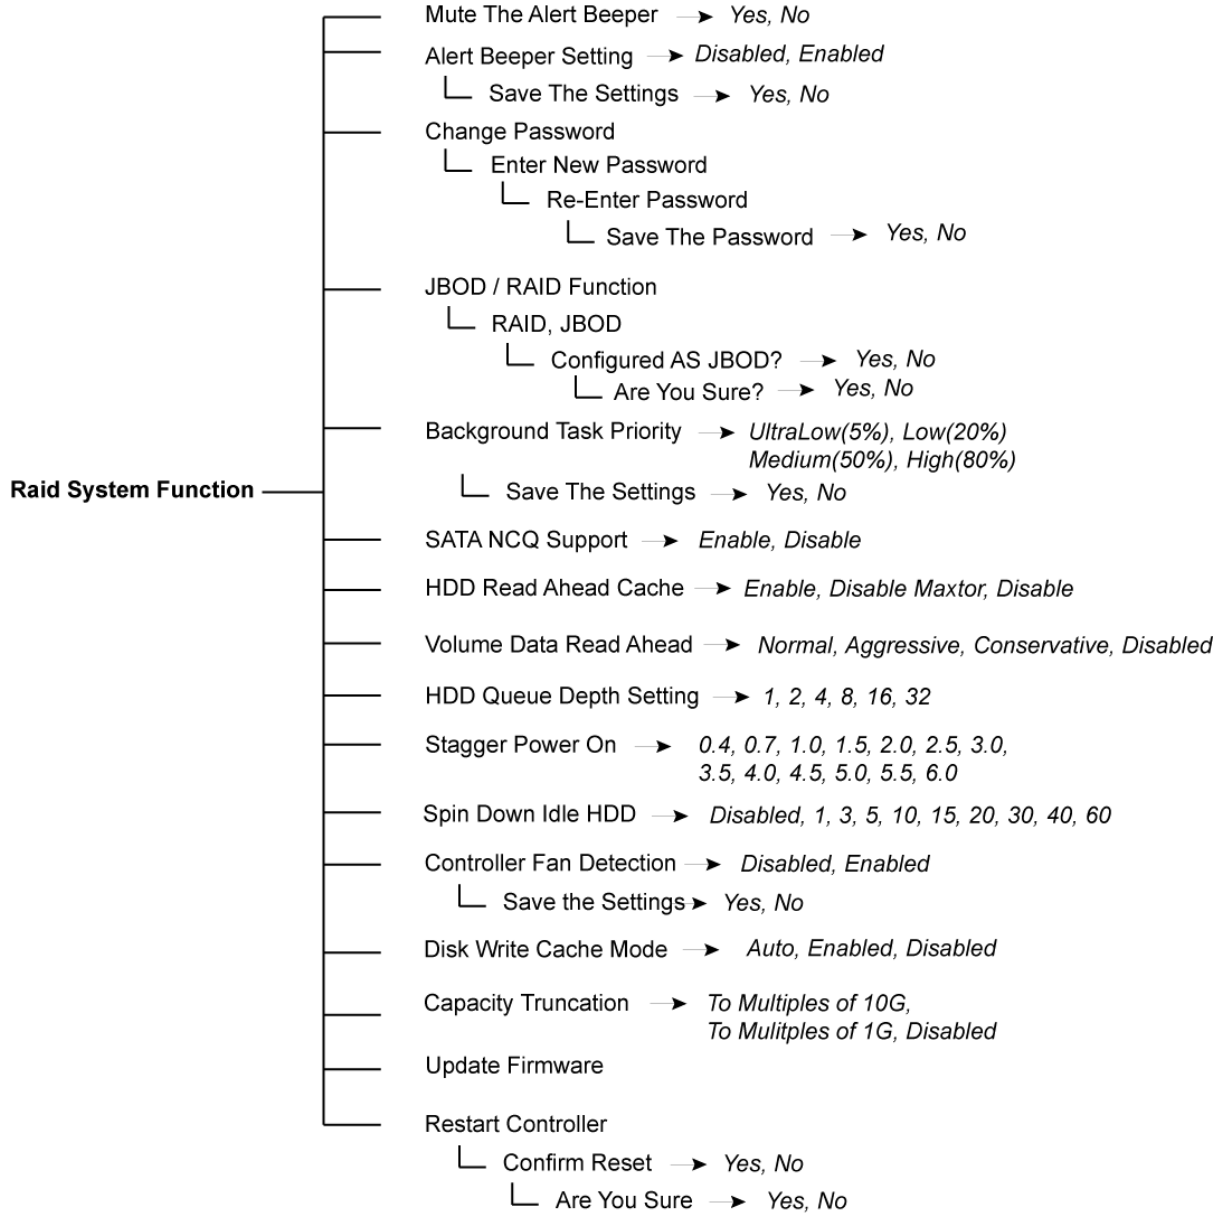 Mute The Alert Beeper Yes, No
Alert Beeper Setting Disabled, Enabled
Save The Settings Yes, No
Change Password
Enter New Password
Re-Enter Password
Save The Password Yes, No
JBOD / RAID Function
RAID, JBOD
Configured AS JBOD? Yes, No
Are You Sure? Yes, No
Background Task Priority UltraLow(5%), Low(20%)
Medium(50%), High(80%)
Raid System Function
Save The Settings Yes, No
SATA NCQ Support Enable, Disable
HDD Read Ahead Cache Enable, Disable Maxtor, Disable
Volume Data Read Ahead Normal, Aggressive, Conservative, Disabled
HDD Queue Depth Setting 1, 2, 4, 8, 16, 32
Stagger Power On 0.4, 0.7, 1.0, 1.5, 2.0, 2.5, 3.0,
3.5, 4.0, 4.5, 5.0, 5.5, 6.0
Spin Down Idle HDD Disabled, 1, 3, 5, 10, 15, 20, 30, 40, 60
Controller Fan Detection Disabled, Enabled
Save the Settings Yes, No
Disk Write Cache Mode Auto, Enabled, Disabled
Capacity Truncation To Multiples of 10G,
To Mulitples of 1G, Disabled
Update Firmware
Restart Controller
Confirm Reset Yes, No
Are You Sure Yes, No